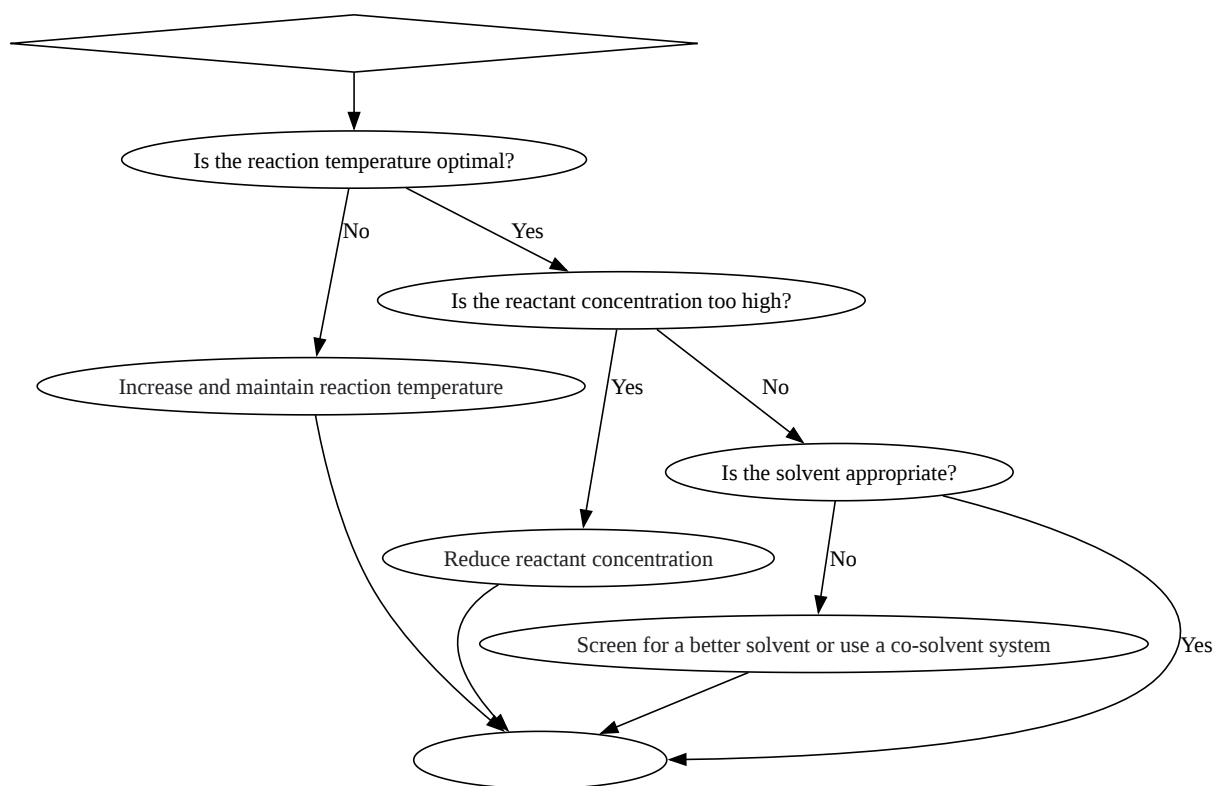 Is the reaction temperature optimal?
No
Yes
Is the reactant concentration too high?
Increase and maintain reaction temperature
Yes
No
Is the solvent appropriate?
Reduce reactant concentration
No
Screen for a better solvent or use a co-solvent system
Yes